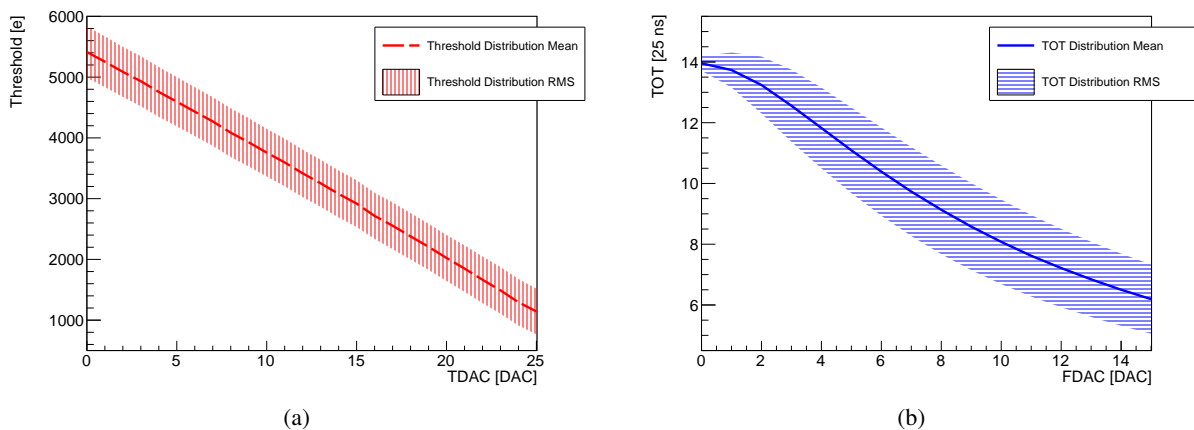 Threshold [e]
6000
5000
4000
3000
2000
1000
0 5 10 15 20 25
TDAC [DAC]
Threshold Distribution Mean
Threshold Distribution RMS
(a)
TOT [25 ns]
14
12
10
8
6
0 2 4 6 8 10 12 14
FDAC [DAC]
TOT Distribution Mean
TOT Distribution RMS
(b)